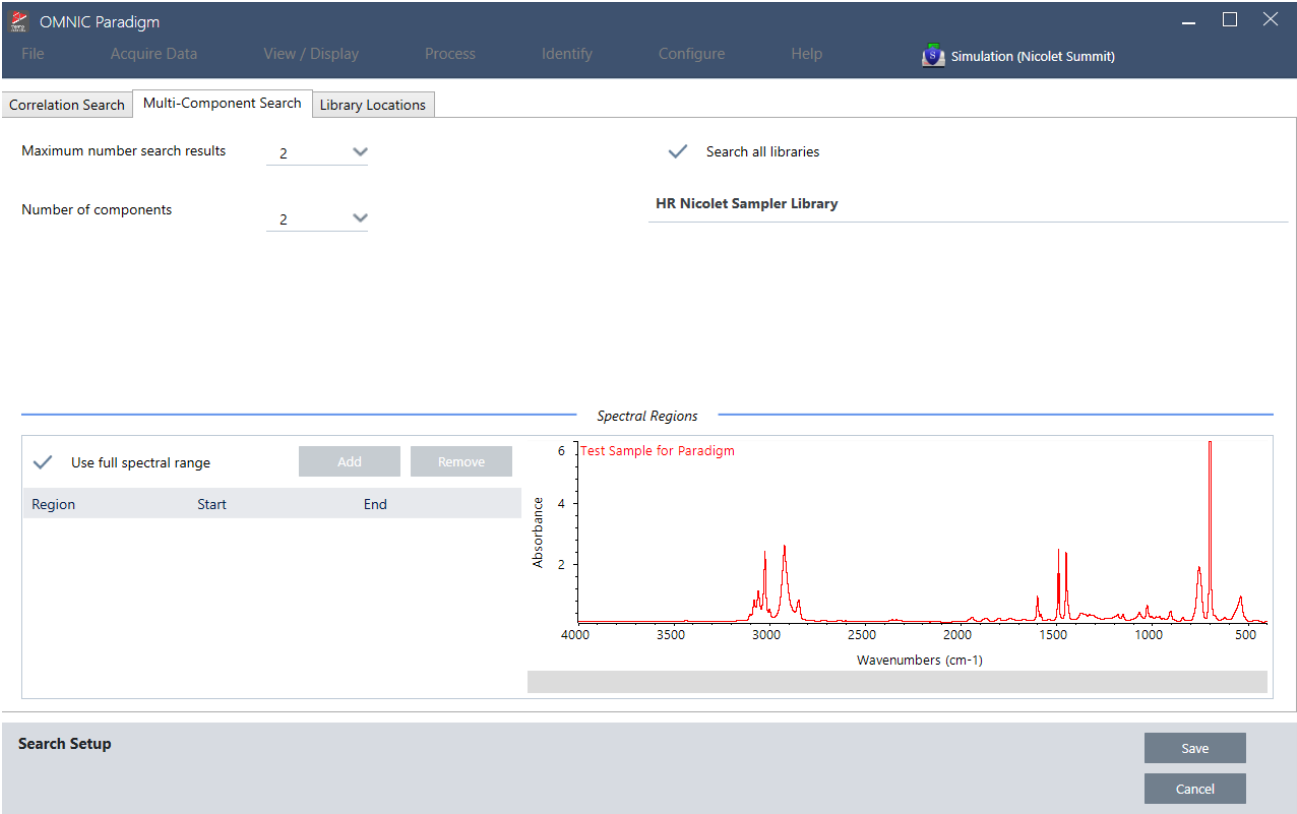 OMNIC Paradigm
File Acquire Data View / Display Process Identify Configure Help Simulation (Nicolet Summit)
Correlation Search Multi-Component Search Library Locations
Maximum number search results 2 Search all libraries
HR Nicolet Sampler Library
Number of components 2
Spectral Regions
Use full spectral range Add Remove
Region Start End
Test Sample for Paradigm
Absorbance
6
4
2
4000 3500 3000 2500 2000 1500 1000 500
Wavenumbers (cm-1)
Search Setup
Save
Cancel